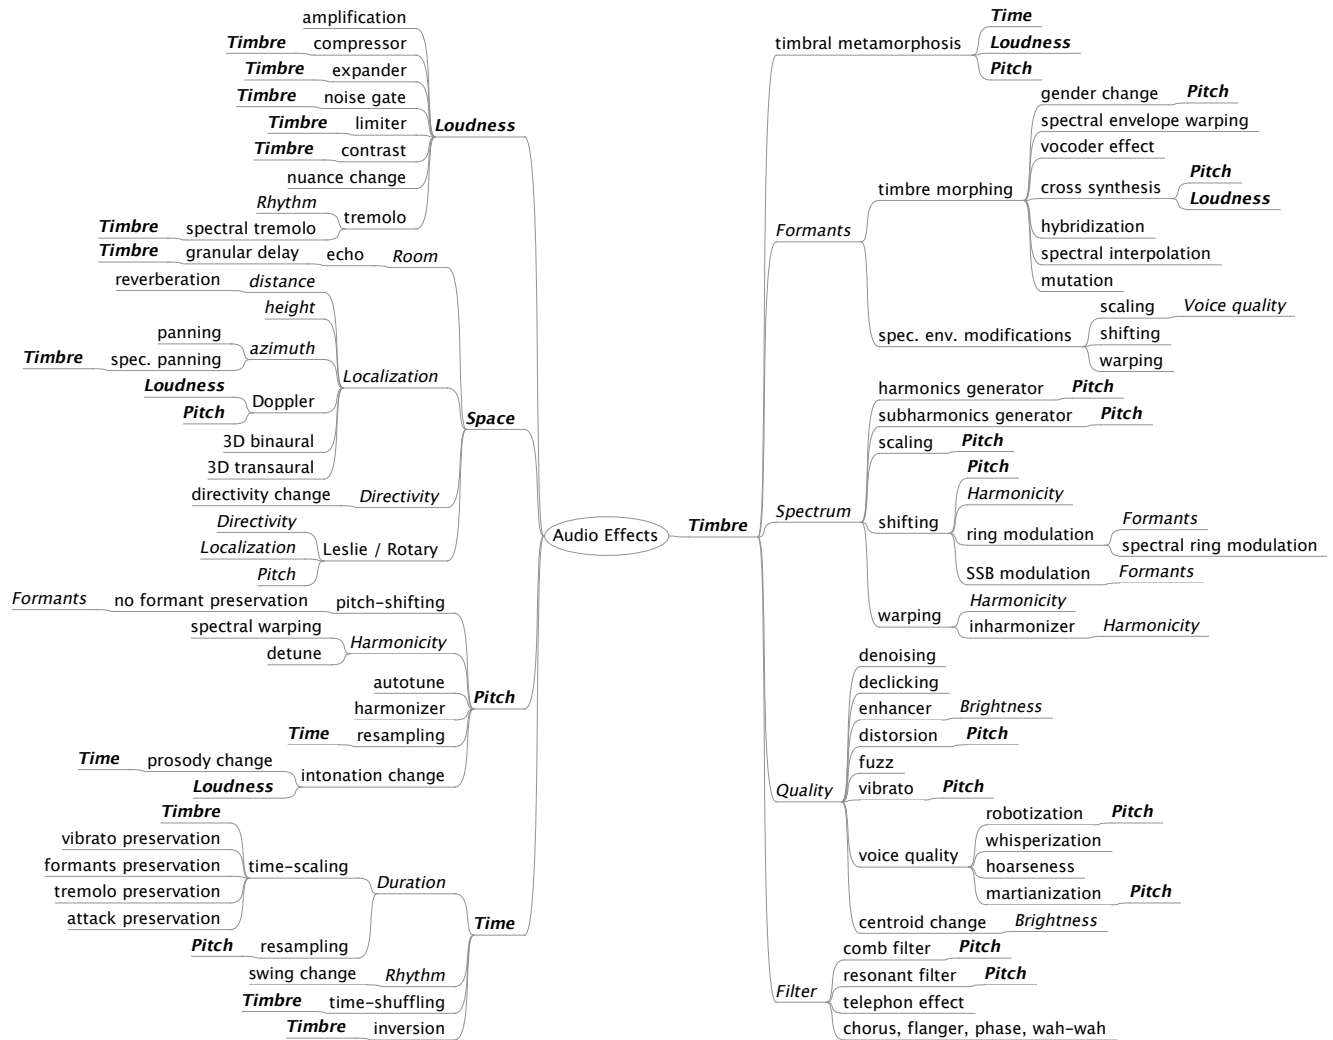 Audio Effects
Loudness
amplification
compressor
Timbre
expander
Timbre
noise gate
Timbre
limiter
Timbre
contrast
Timbre
nuance change
tremolo
Rhythm
spectral tremolo
Timbre
Space
Room
echo
granular delay
Timbre
Localization
distance
reverberation
height
azimuth
panning
spec. panning
Timbre
Doppler
Loudness
Pitch
3D binaural
3D transaural
Directivity
directivity change
Leslie / Rotary
Directivity
Localization
Pitch
Pitch
pitch-shifting
no formant preservation
Formants
Harmonicity
spectral warping
detune
autotune
harmonizer
resampling
Time
intonation change
prosody change
Time
Loudness
Time
Duration
time-scaling
Timbre
vibrato preservation
formants preservation
tremolo preservation
attack preservation
resampling
Pitch
Rhythm
swing change
time-shuffling
Timbre
inversion
Timbre
Timbre
timbral metamorphosis
Time
Loudness
Pitch
Formants
timbre morphing
gender change
Pitch
spectral envelope warping
vocoder effect
cross synthesis
Pitch
Loudness
hybridization
spectral interpolation
mutation
spec. env. modifications
scaling
Voice quality
shifting
warping
Spectrum
harmonics generator
Pitch
subharmonics generator
Pitch
scaling
Pitch
shifting
Pitch
Harmonicity
ring modulation
Formants
spectral ring modulation
SSB modulation
Formants
warping
Harmonicity
inharmonizer
Harmonicity
Quality
denoising
declicking
enhancer
Brightness
distorsion
Pitch
fuzz
vibrato
Pitch
voice quality
robotization
Pitch
whisperization
hoarseness
martianization
Pitch
centroid change
Brightness
Filter
comb filter
Pitch
resonant filter
Pitch
telephon effect
chorus, flanger, phase, wah-wah